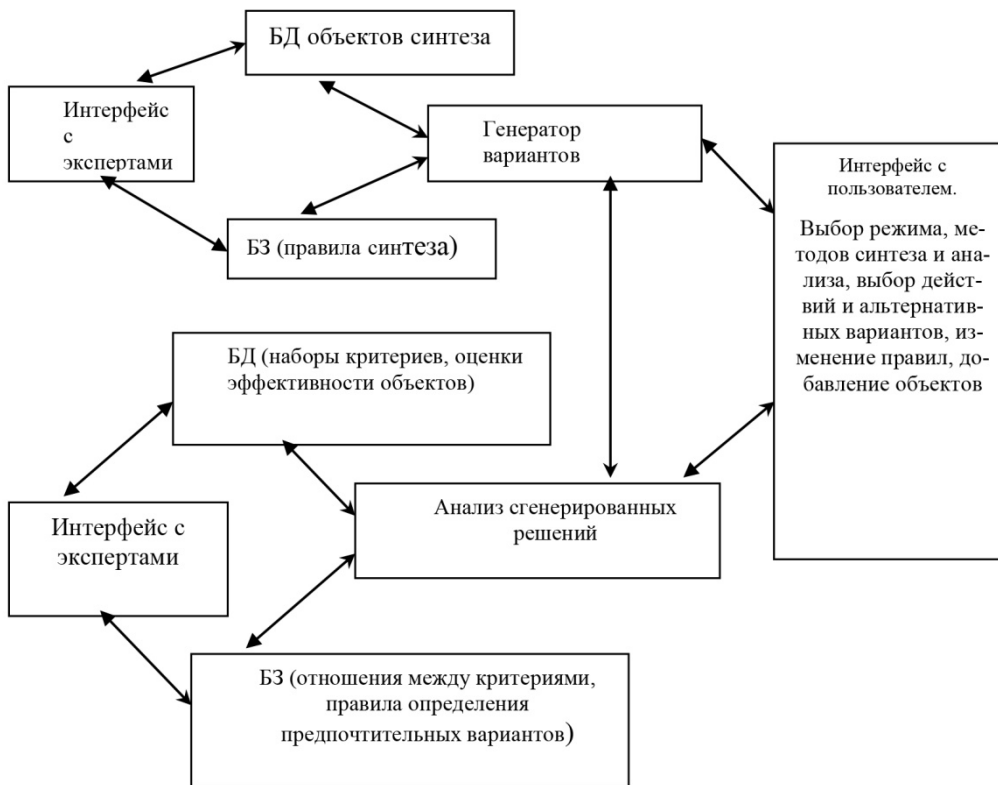 БД объектов синтеза
Интерфейс
с
экспертами
Генератор
вариантов
БЗ (правила синтеза)
Интерфейс с
пользователем.
Выбор режима, ме-
тодов синтеза и ана-
лиза, выбор дейст-
вий и альтернатив-
ных вариантов, из-
менение правил, до-
бавление объектов
БД (наборы критериев, оценки
эффективности объектов)
Интерфейс с
экспертами
Анализ сгенерированных
решений
БЗ (отношения между критериями,
правила определения
предпочтительных вариантов)